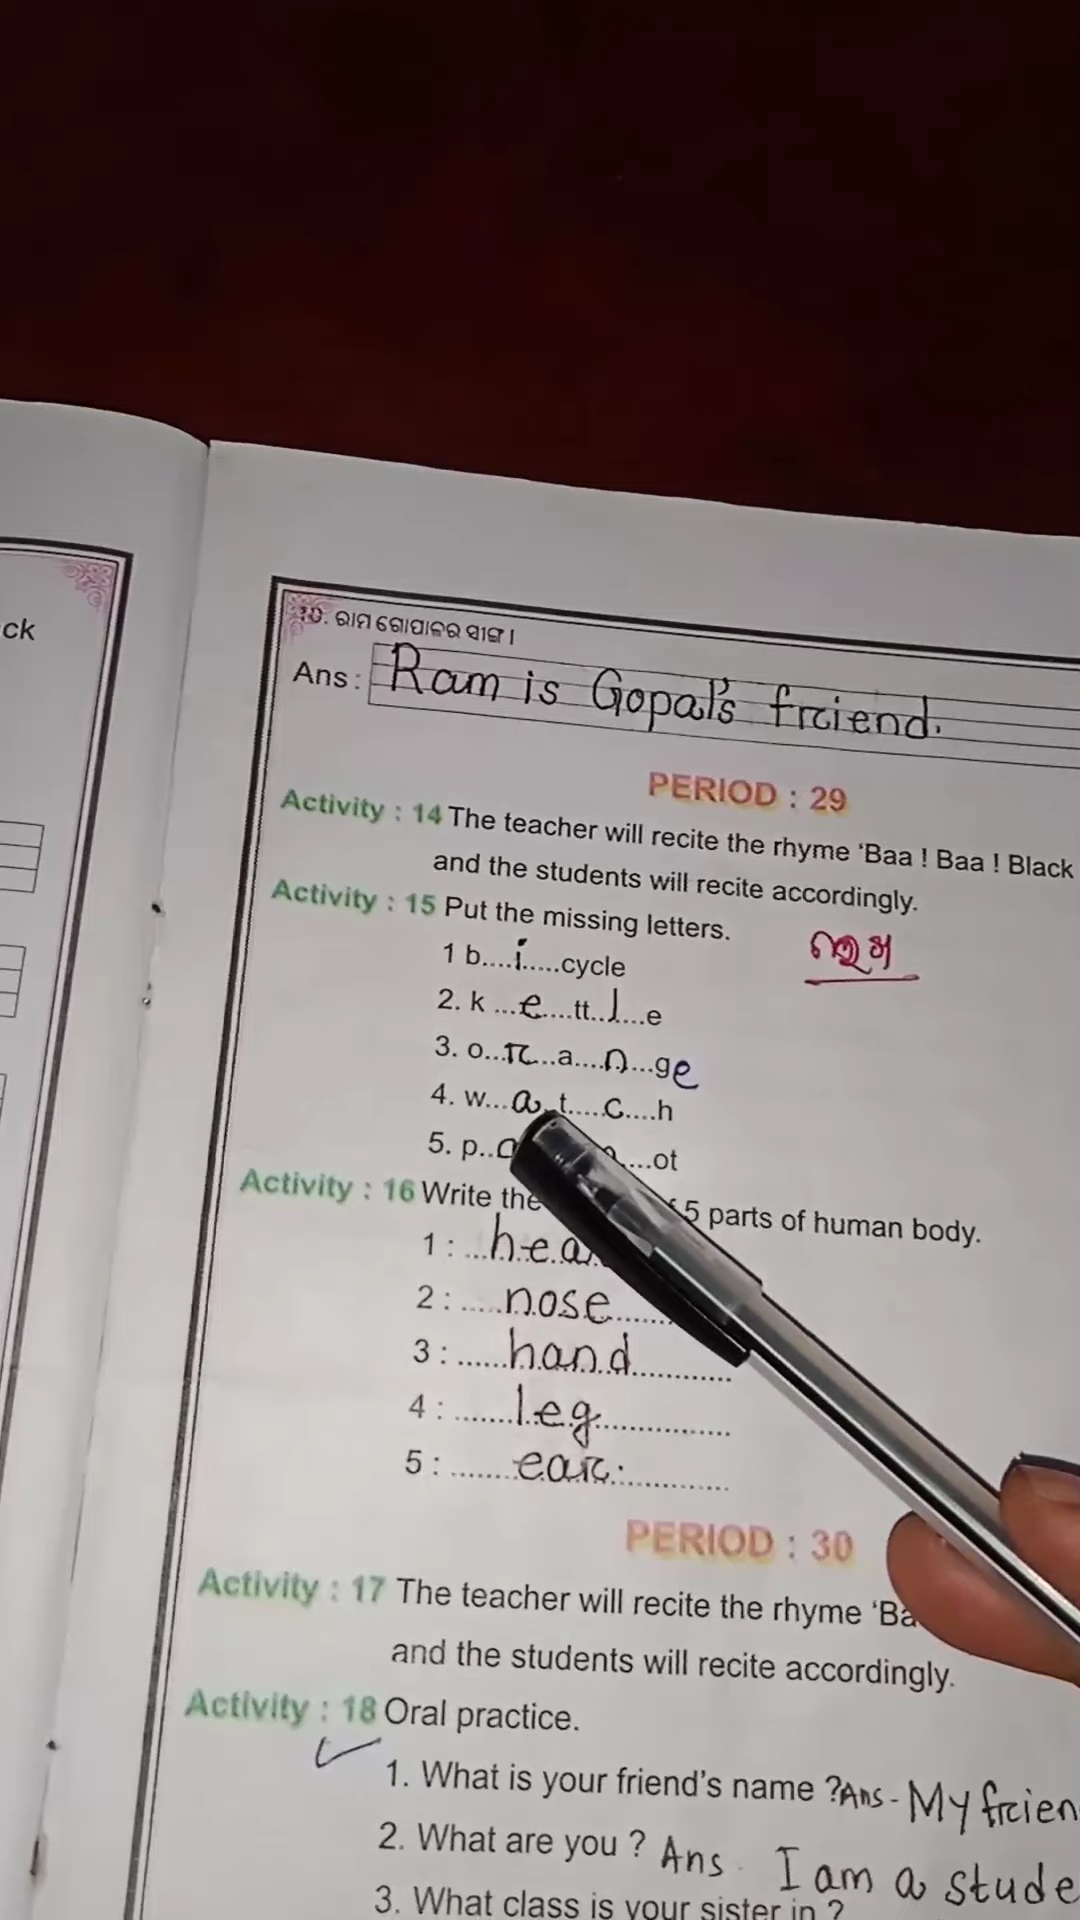 ck
10. ରାମ ଗୋପାଳର ସାଙ୍ଗ ।
Ans : Ram is Gopal's friend.
PERIOD : 29
Activity : 14 The teacher will recite the rhyme ‘Baa ! Baa ! Black
and the students will recite accordingly.
Activity : 15 Put the missing letters.
ଲେଖ
1 b....i.....cycle
2. k ...e....tt..l...e
3. o...r...a....n...ge
4. w...a..t.....c....h
5. p..a ...ot
Activity : 16 Write the 5 parts of human body.
1 : ...hea
2 : .....nose.......
3 : ......hand...........
4 : .......leg...............
5 : ........ear..............
PERIOD : 30
Activity : 17 The teacher will recite the rhyme ‘Ba
and the students will recite accordingly.
Activity : 18 Oral practice.
1. What is your friend’s name ? Ans - My frien
2. What are you ? Ans - I am a stude
3. What class is your sister in ?